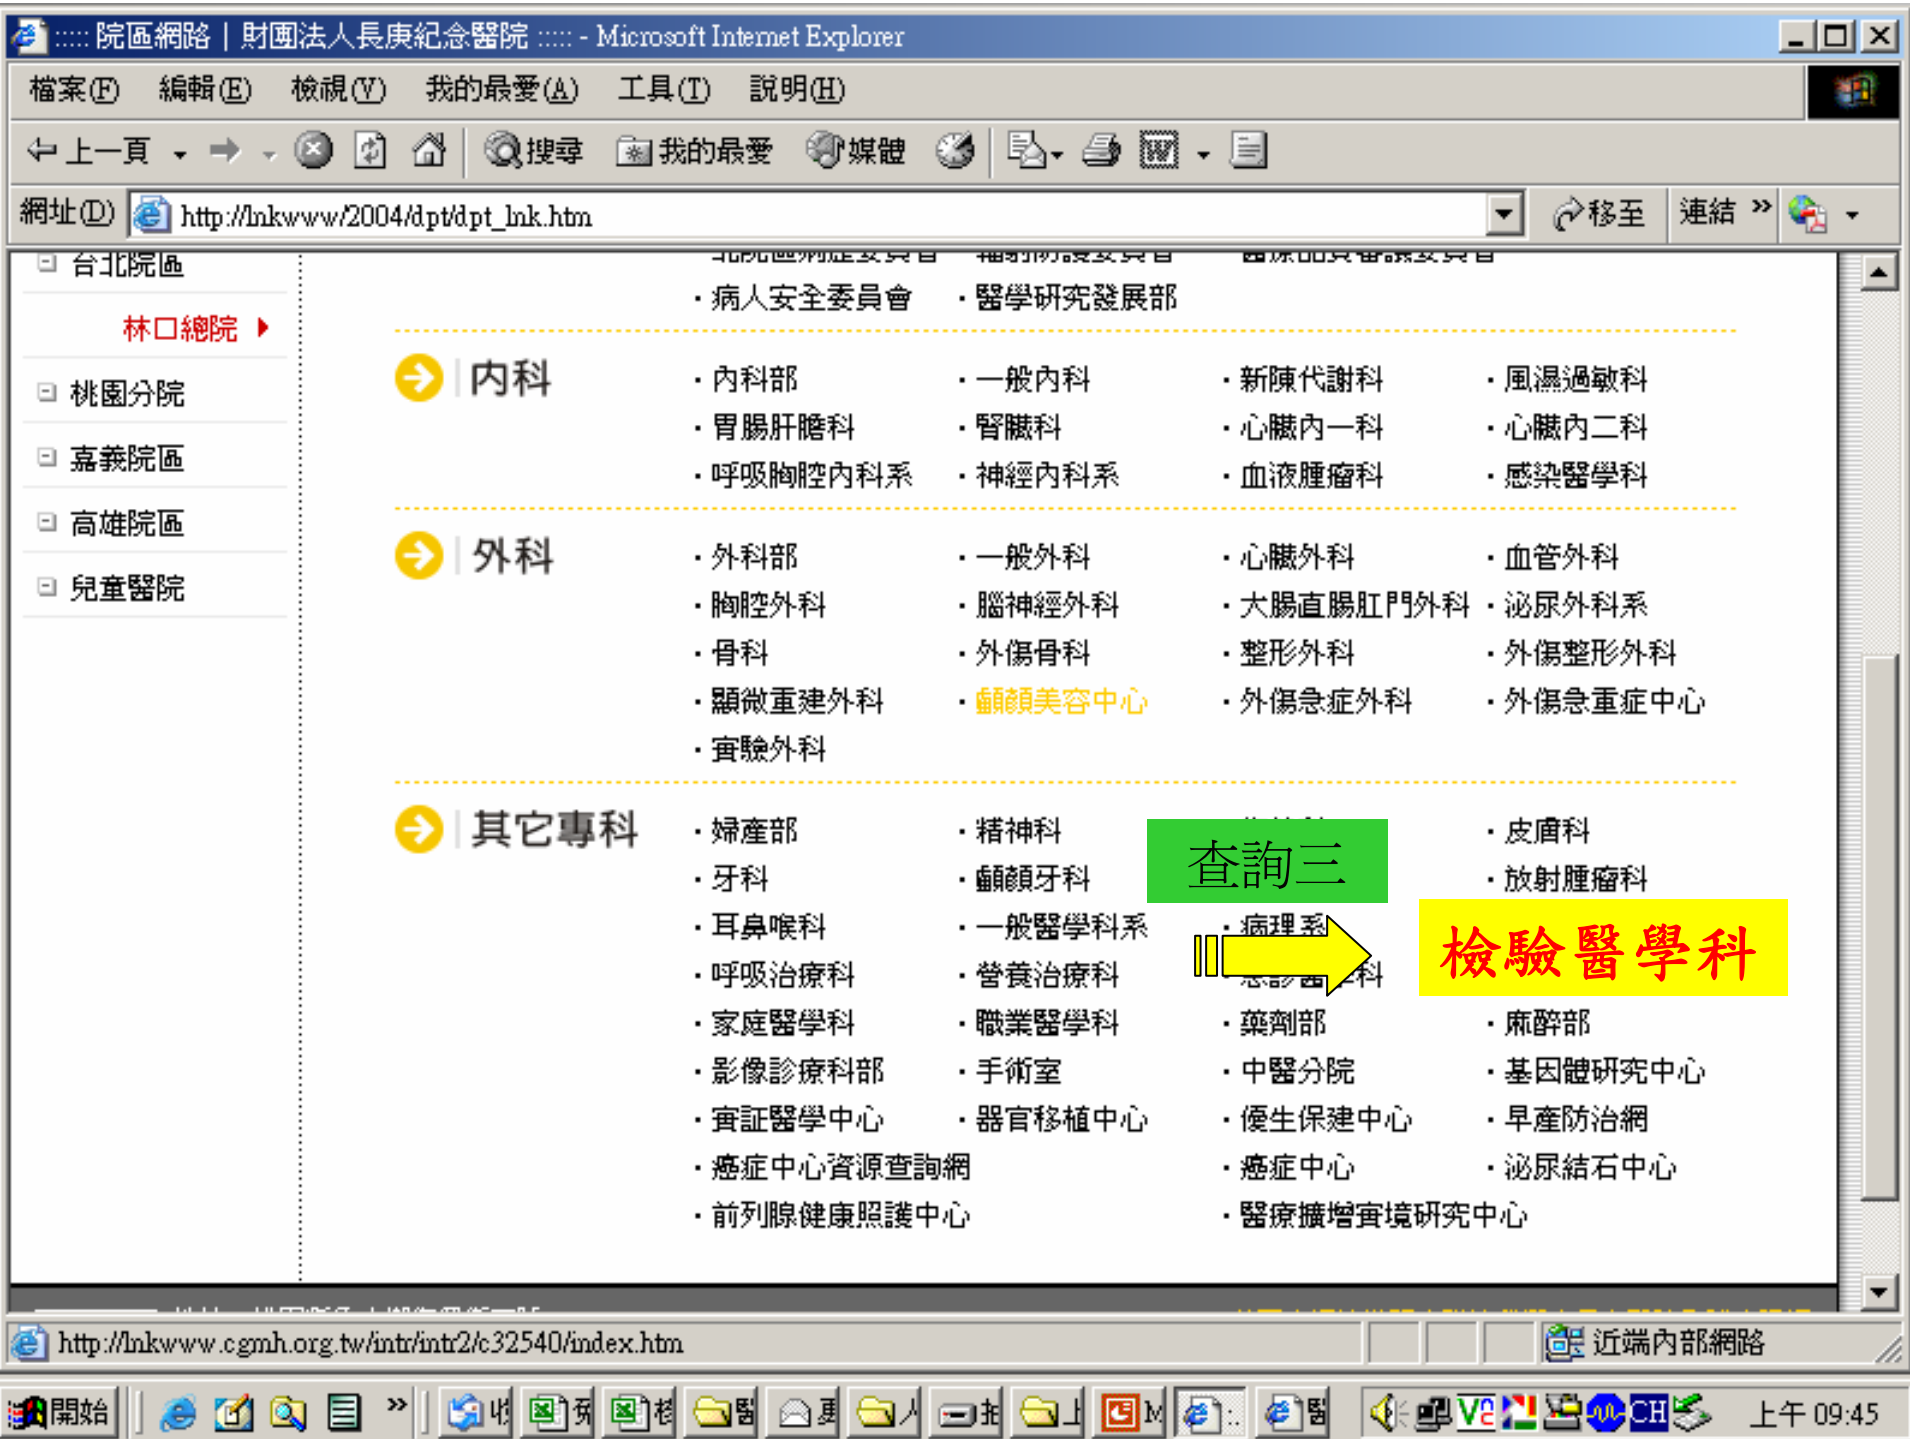 ::::: 院區網路 | 財團法人長庚紀念醫院 ::::: - Microsoft Internet Explorer
檔案(F) 編輯(E) 檢視(V) 我的最愛(A) 工具(T) 說明(H)
上一頁 搜尋 我的最愛 媒體
網址(D) http://lnkwww/2004/dpt/dpt_lnk.htm 移至 連結 »
台北院區
林口總院
桃園分院
嘉義院區
高雄院區
兒童醫院
‧病人安全委員會 ‧醫學研究發展部
內科
‧內科部 ‧一般內科 ‧新陳代謝科 ‧風濕過敏科
‧胃腸肝膽科 ‧腎臟科 ‧心臟內一科 ‧心臟內二科
‧呼吸胸腔內科系 ‧神經內科系 ‧血液腫瘤科 ‧感染醫學科
外科
‧外科部 ‧一般外科 ‧心臟外科 ‧血管外科
‧胸腔外科 ‧腦神經外科 ‧大腸直腸肛門外科 ‧泌尿外科系
‧骨科 ‧外傷骨科 ‧整形外科 ‧外傷整形外科
‧顯微重建外科 ‧顱顏美容中心 ‧外傷急症外科 ‧外傷急重症中心
‧實驗外科
其它專科
‧婦產部 ‧精神科 ‧皮膚科
‧牙科 ‧顱顏牙科 ‧放射腫瘤科
查詢三
‧耳鼻喉科 ‧一般醫學科系 ‧病理系
檢驗醫學科
‧呼吸治療科 ‧營養治療科 ‧急診醫學科
‧家庭醫學科 ‧職業醫學科 ‧藥劑部 ‧麻醉部
‧影像診療科部 ‧手術室 ‧中醫分院 ‧基因體研究中心
‧實証醫學中心 ‧器官移植中心 ‧優生保建中心 ‧早產防治網
‧癌症中心資源查詢網 ‧癌症中心 ‧泌尿結石中心
‧前列腺健康照護中心 ‧醫療擴增實境研究中心
http://lnkwww.cgmh.org.tw/intr/intr2/c32540/index.htm 近端內部網路
開始 » CH 上午 09:45